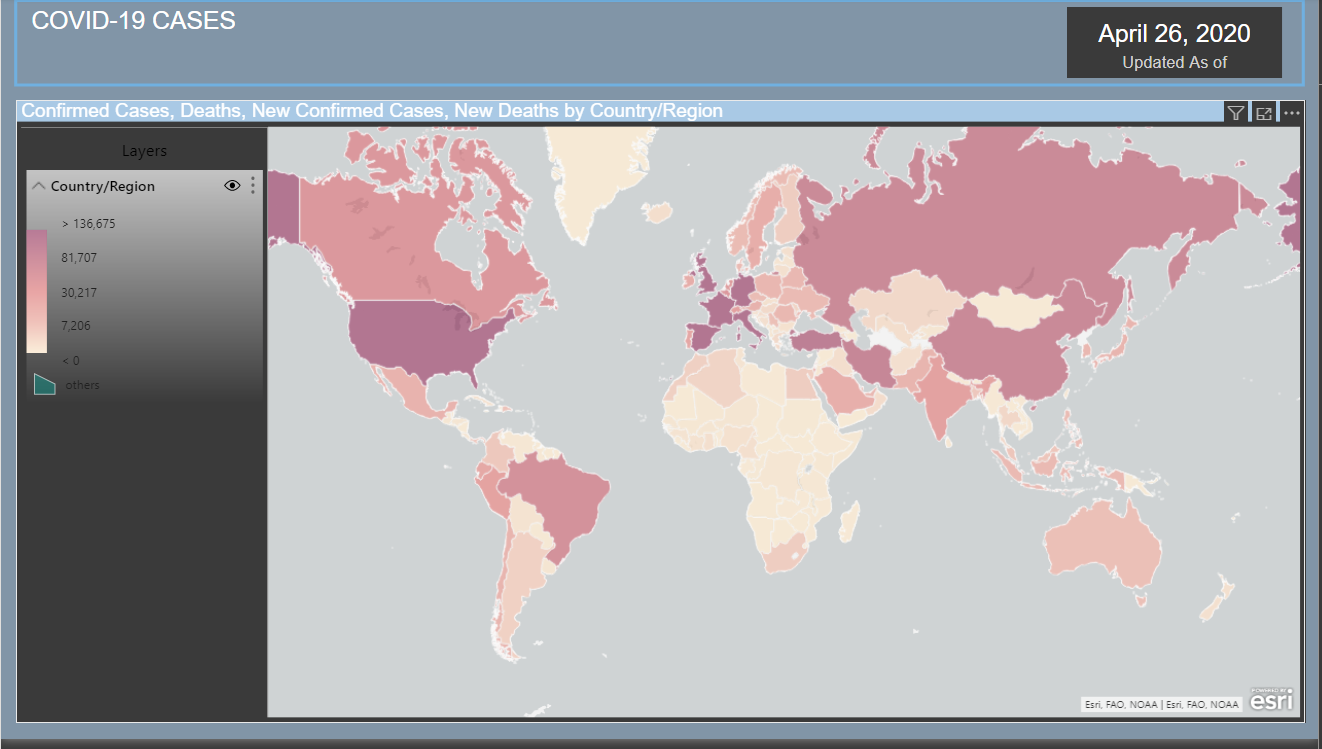 COVID-19 CASES
April 26, 2020
Updated As of
Confirmed Cases, Deaths, New Confirmed Cases, New Deaths by Country/Region
Layers
Country/Region
> 136,675
81,707
30,217
7,206
< 0
others
Esri, FAO, NOAA | Esri, FAO, NOAA
POWERED BY
esri